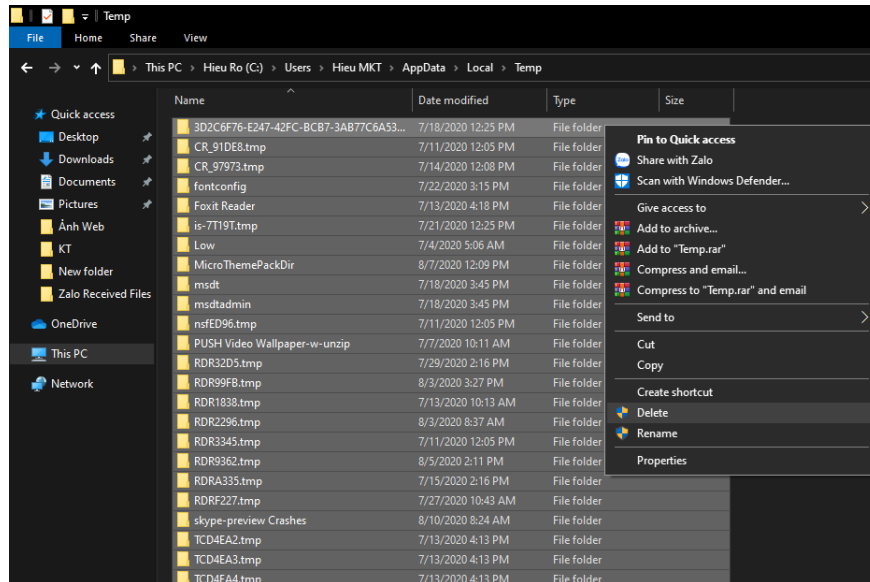 Temp
File Home Share View
This PC > Hieu Ro (C:) > Users > Hieu MKT > AppData > Local > Temp
Name Date modified Type Size
Quick access
Desktop
Downloads
Documents
Pictures
Ảnh Web
KT
New folder
Zalo Received Files
OneDrive
This PC
Network
3D2C6F76-E247-42FC-BCB7-3AB77C6A53... 7/18/2020 12:25 PM File folder
CR_91DE8.tmp 7/11/2020 12:05 PM File folder
CR_97973.tmp 7/14/2020 12:08 PM File folder
fontconfig 7/22/2020 3:15 PM File folder
Foxit Reader 7/13/2020 4:18 PM File folder
is-7T19T.tmp 7/21/2020 12:25 PM File folder
Low 7/4/2020 5:06 AM File folder
MicroThemePackDir 8/7/2020 12:09 PM File folder
msdt 7/18/2020 3:45 PM File folder
msdtadmin 7/18/2020 3:45 PM File folder
nsfED96.tmp 7/11/2020 12:05 PM File folder
PUSH Video Wallpaper-w-unzip 7/7/2020 10:11 AM File folder
RDR32D5.tmp 7/29/2020 2:16 PM File folder
RDR99FB.tmp 8/3/2020 3:27 PM File folder
RDR1838.tmp 7/13/2020 10:13 AM File folder
RDR2296.tmp 8/3/2020 8:37 AM File folder
RDR3345.tmp 7/11/2020 12:05 PM File folder
RDR9362.tmp 8/5/2020 2:11 PM File folder
RDRA335.tmp 7/15/2020 2:16 PM File folder
RDRF227.tmp 7/27/2020 10:43 AM File folder
skype-preview Crashes 8/10/2020 8:24 AM File folder
TCD4EA2.tmp 7/13/2020 4:13 PM File folder
TCD4EA3.tmp 7/13/2020 4:13 PM File folder
TCD4EA4.tmp 7/13/2020 4:13 PM File folder
Pin to Quick access
Zalo Share with Zalo
Scan with Windows Defender...
Give access to
Add to archive...
Add to "Temp.rar"
Compress and email...
Compress to "Temp.rar" and email
Send to
Cut
Copy
Create shortcut
Delete
Rename
Properties